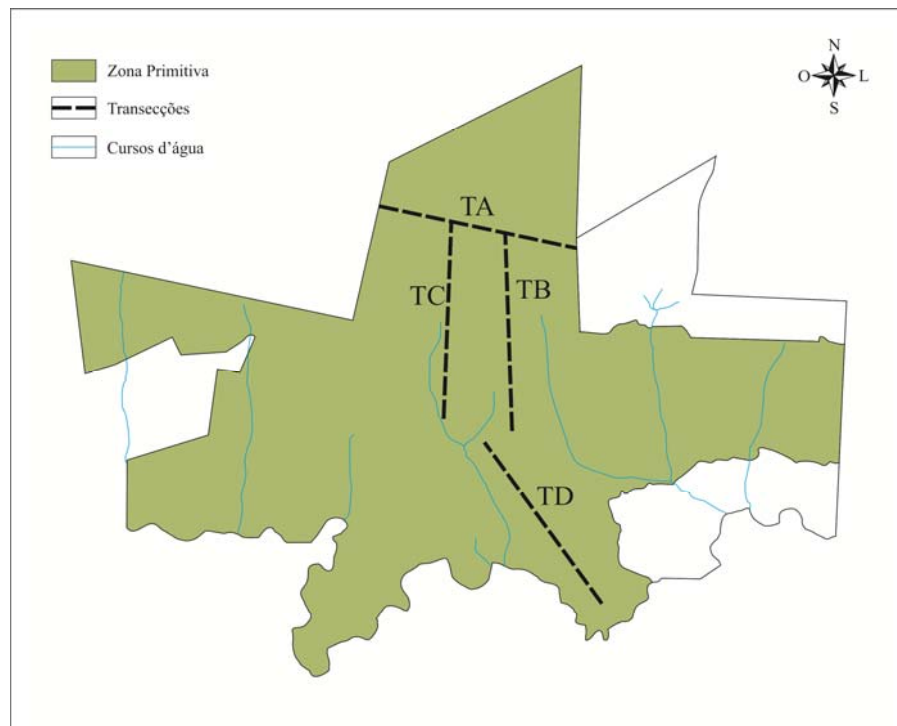 Zona Primitiva
Transecções
Cursos d'água
N
O L
S
TA
TC
TB
TD